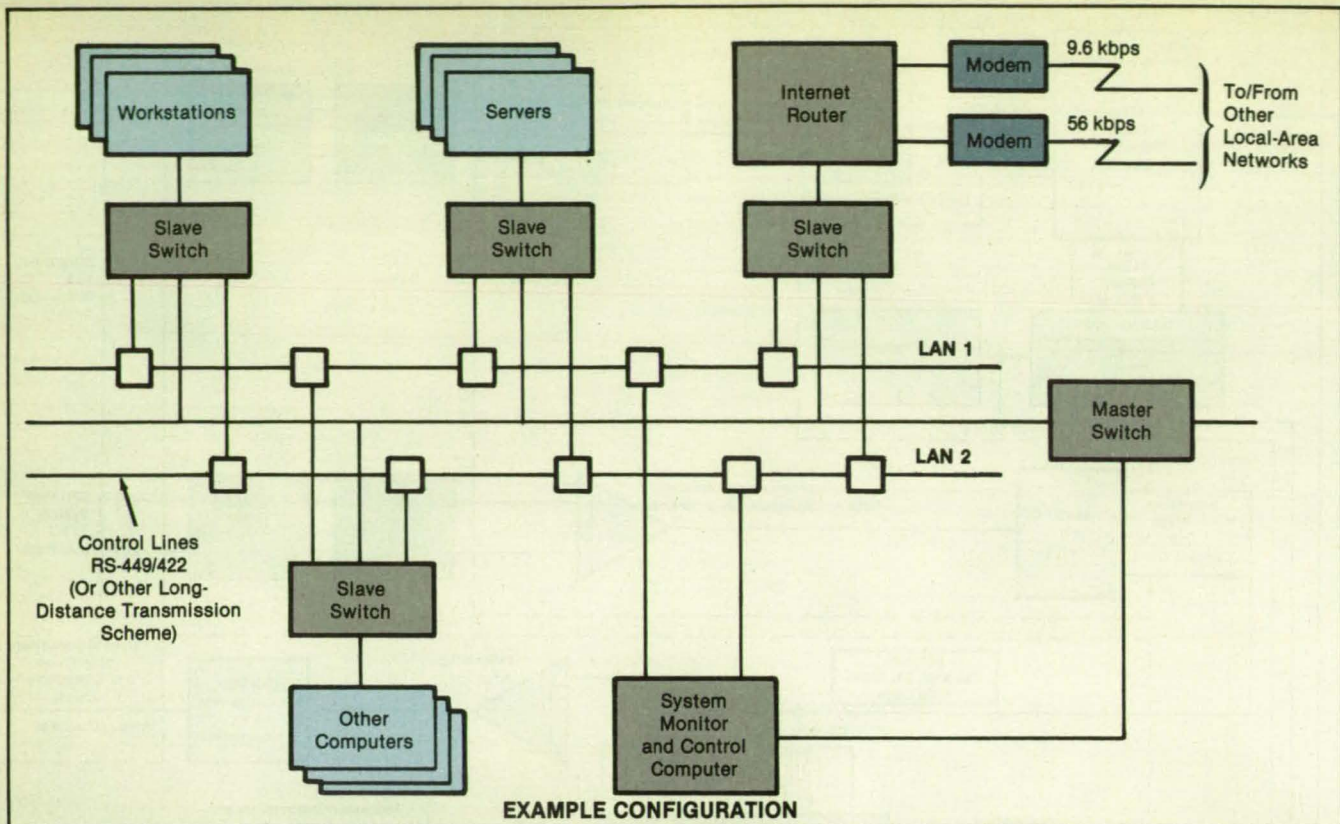 Workstations
Servers
Internet
Router
Modem
9.6 kbps
Modem
56 kbps
To/From
Other
Local-Area
Networks
Slave
Switch
Slave
Switch
Slave
Switch
LAN 1
Master
Switch
LAN 2
Control Lines
RS-449/422
(Or Other Long-
Distance Transmission
Scheme)
Slave
Switch
Other
Computers
System
Monitor
and Control
Computer
EXAMPLE CONFIGURATION